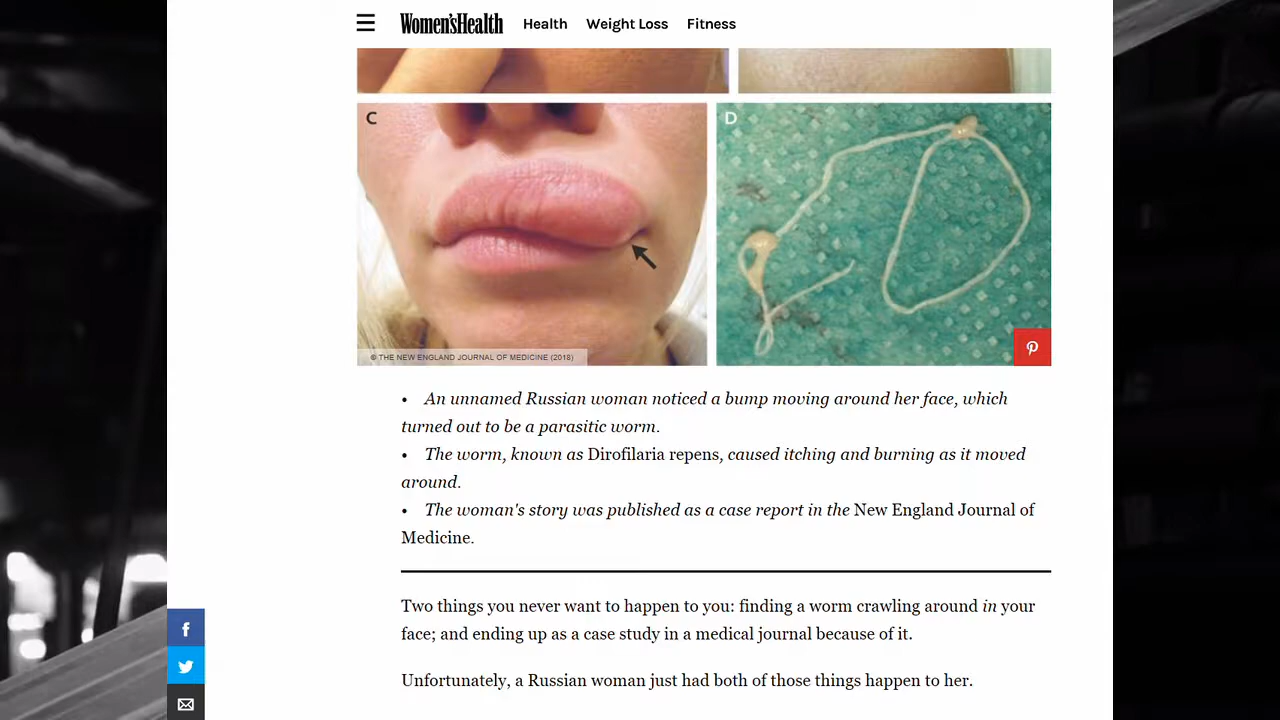 Women'sHealth Health Weight Loss Fitness
C
D
© THE NEW ENGLAND JOURNAL OF MEDICINE (2018)
• An unnamed Russian woman noticed a bump moving around her face, which
turned out to be a parasitic worm.
• The worm, known as Dirofilaria repens, caused itching and burning as it moved
around.
• The woman's story was published as a case report in the New England Journal of
Medicine.
Two things you never want to happen to you: finding a worm crawling around in your
face; and ending up as a case study in a medical journal because of it.
Unfortunately, a Russian woman just had both of those things happen to her.